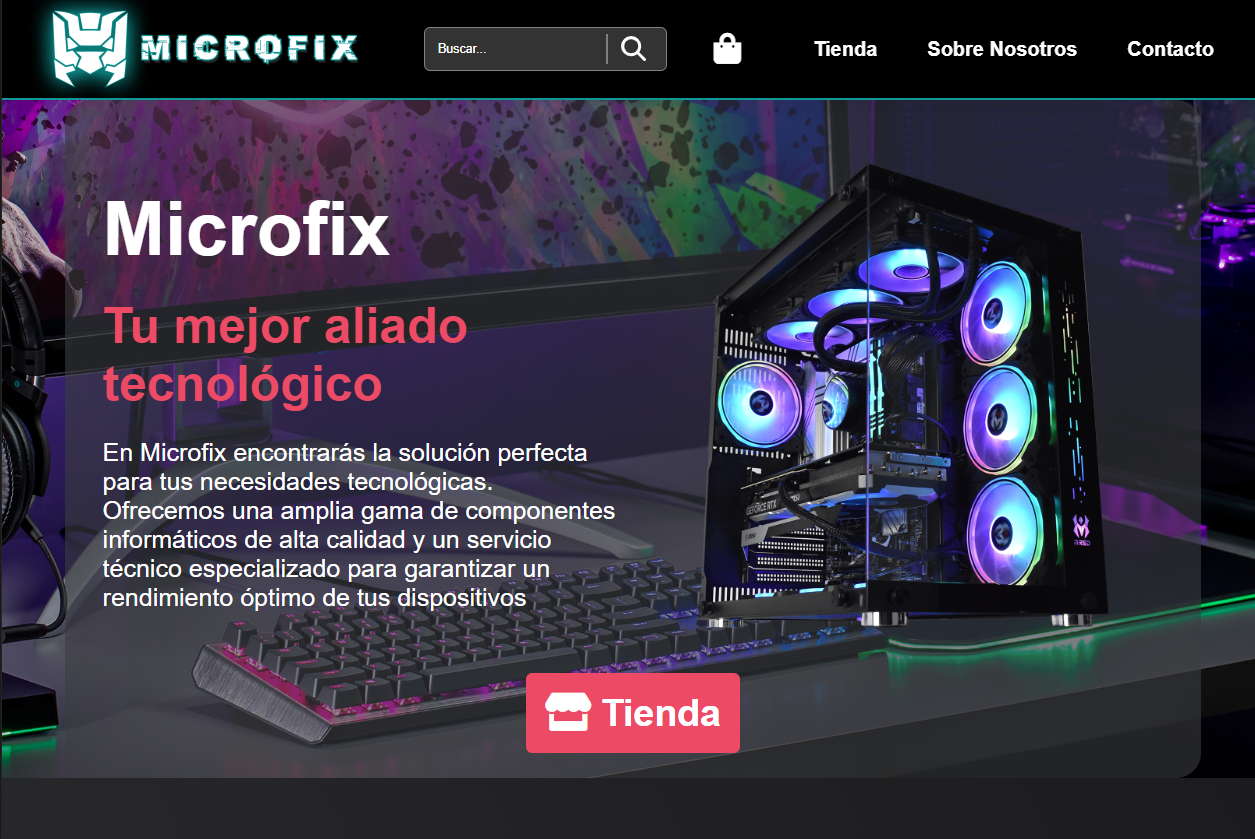 MICROFIX
Buscar...
Tienda
Sobre Nosotros
Contacto
Microfix
Tu mejor aliado
tecnológico
En Microfix encontrarás la solución perfecta
para tus necesidades tecnológicas.
Ofrecemos una amplia gama de componentes
informáticos de alta calidad y un servicio
técnico especializado para garantizar un
rendimiento óptimo de tus dispositivos
GEFORCE RTX
Tienda